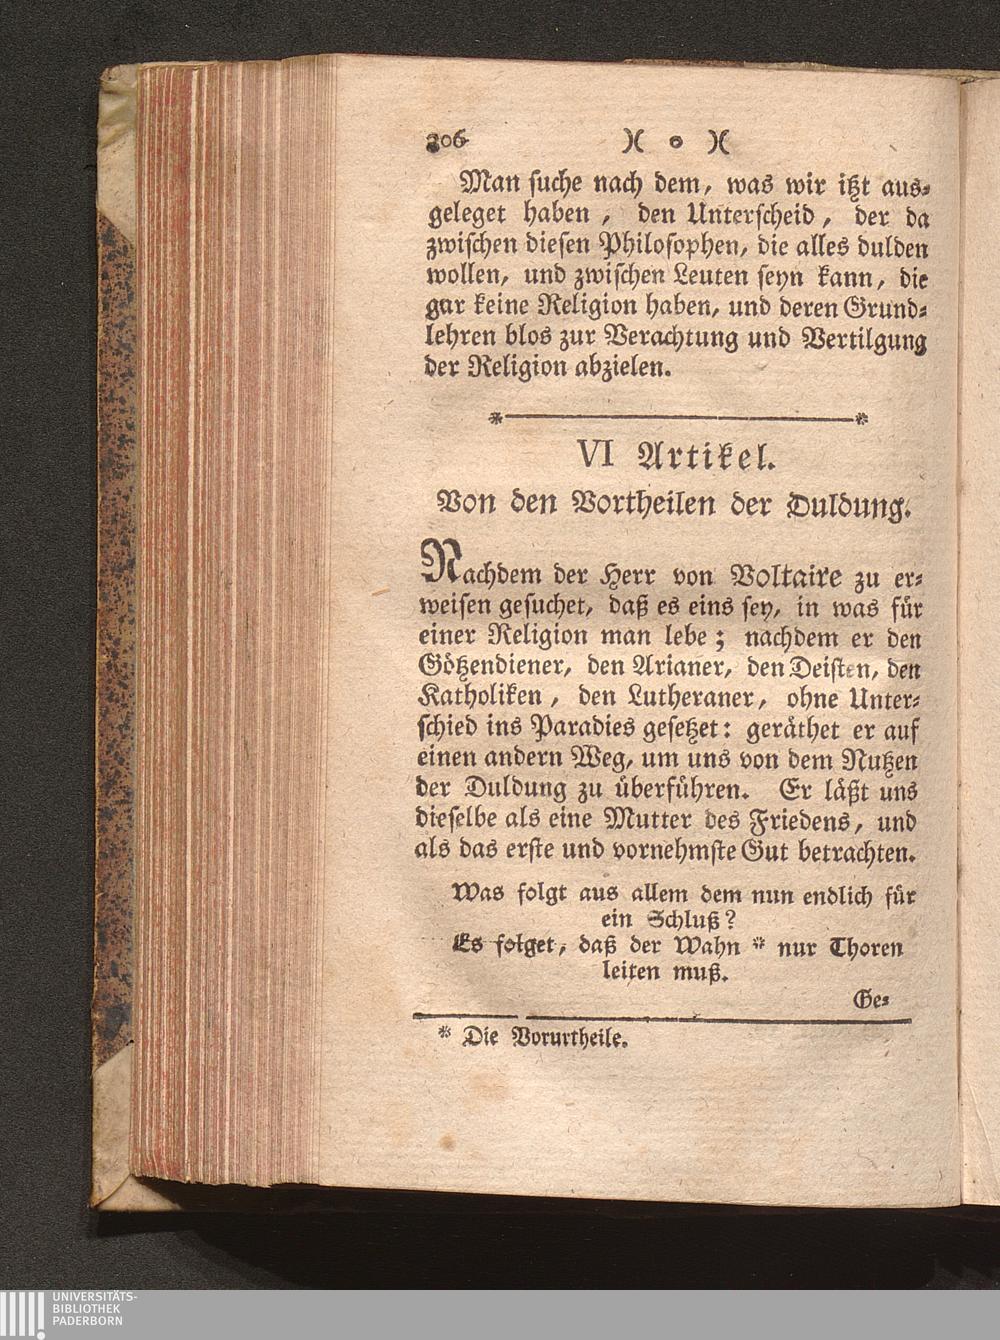 306 )( o )(
Man suche nach dem, was wir itzt aus-
geleget haben, den Unterscheid, der da
zwischen diesen Philosophen, die alles dulden
wollen, und zwischen Leuten seyn kann, die
gar keine Religion haben, und deren Grund-
lehren blos zur Verachtung und Vertilgung
der Religion abzielen.
* *
VI Artikel.
Von den Vortheilen der Duldung.
Nachdem der Herr von Voltaire zu er-
weisen gesuchet, daß es eins sey, in was für
einer Religion man lebe; nachdem er den
Götzendiener, den Arianer, den Deisten, den
Katholiken, den Lutheraner, ohne Unter-
schied ins Paradies gesetzet: geräthet er auf
einen andern Weg, um uns von dem Nutzen
der Duldung zu überführen. Er läßt uns
dieselbe als eine Mutter des Friedens, und
als das erste und vornehmste Gut betrachten.
Was folgt aus allem dem nun endlich für
ein Schluß?
Es folget, daß der Wahn * nur Thoren
leiten muß.
Ge-
* Die Vorurtheile.
UNIVERSITÄTS-
BIBLIOTHEK
PADERBORN